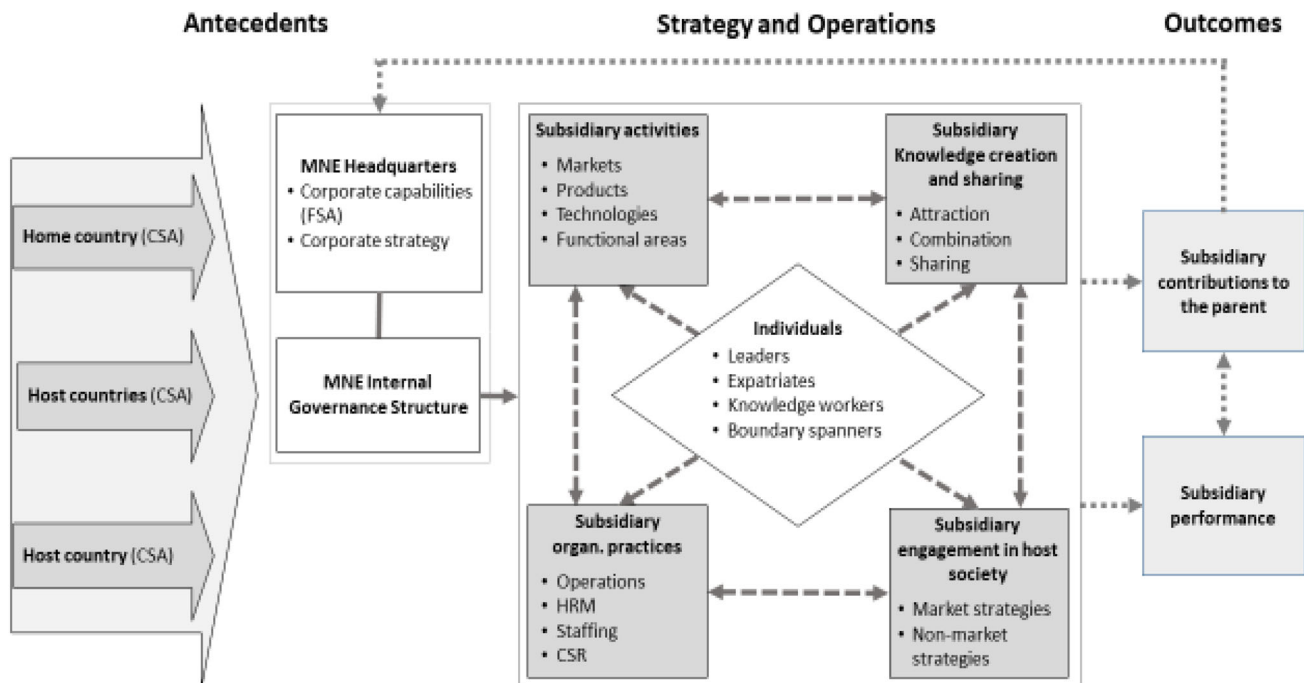 Antecedents
Strategy and Operations
Outcomes
Home country (CSA)
Host countries (CSA)
Host country (CSA)
MNE Headquarters
• Corporate capabilities
(FSA)
• Corporate strategy
MNE Internal
Governance Structure
Subsidiary activities
• Markets
• Products
• Technologies
• Functional areas
Subsidiary
Knowledge creation
and sharing
• Attraction
• Combination
• Sharing
Individuals
• Leaders
• Expatriates
• Knowledge workers
• Boundary spanners
Subsidiary
organ. practices
• Operations
• HRM
• Staffing
• CSR
Subsidiary
engagement in host
society
• Market strategies
• Non-market
strategies
Subsidiary
contributions to
the parent
Subsidiary
performance